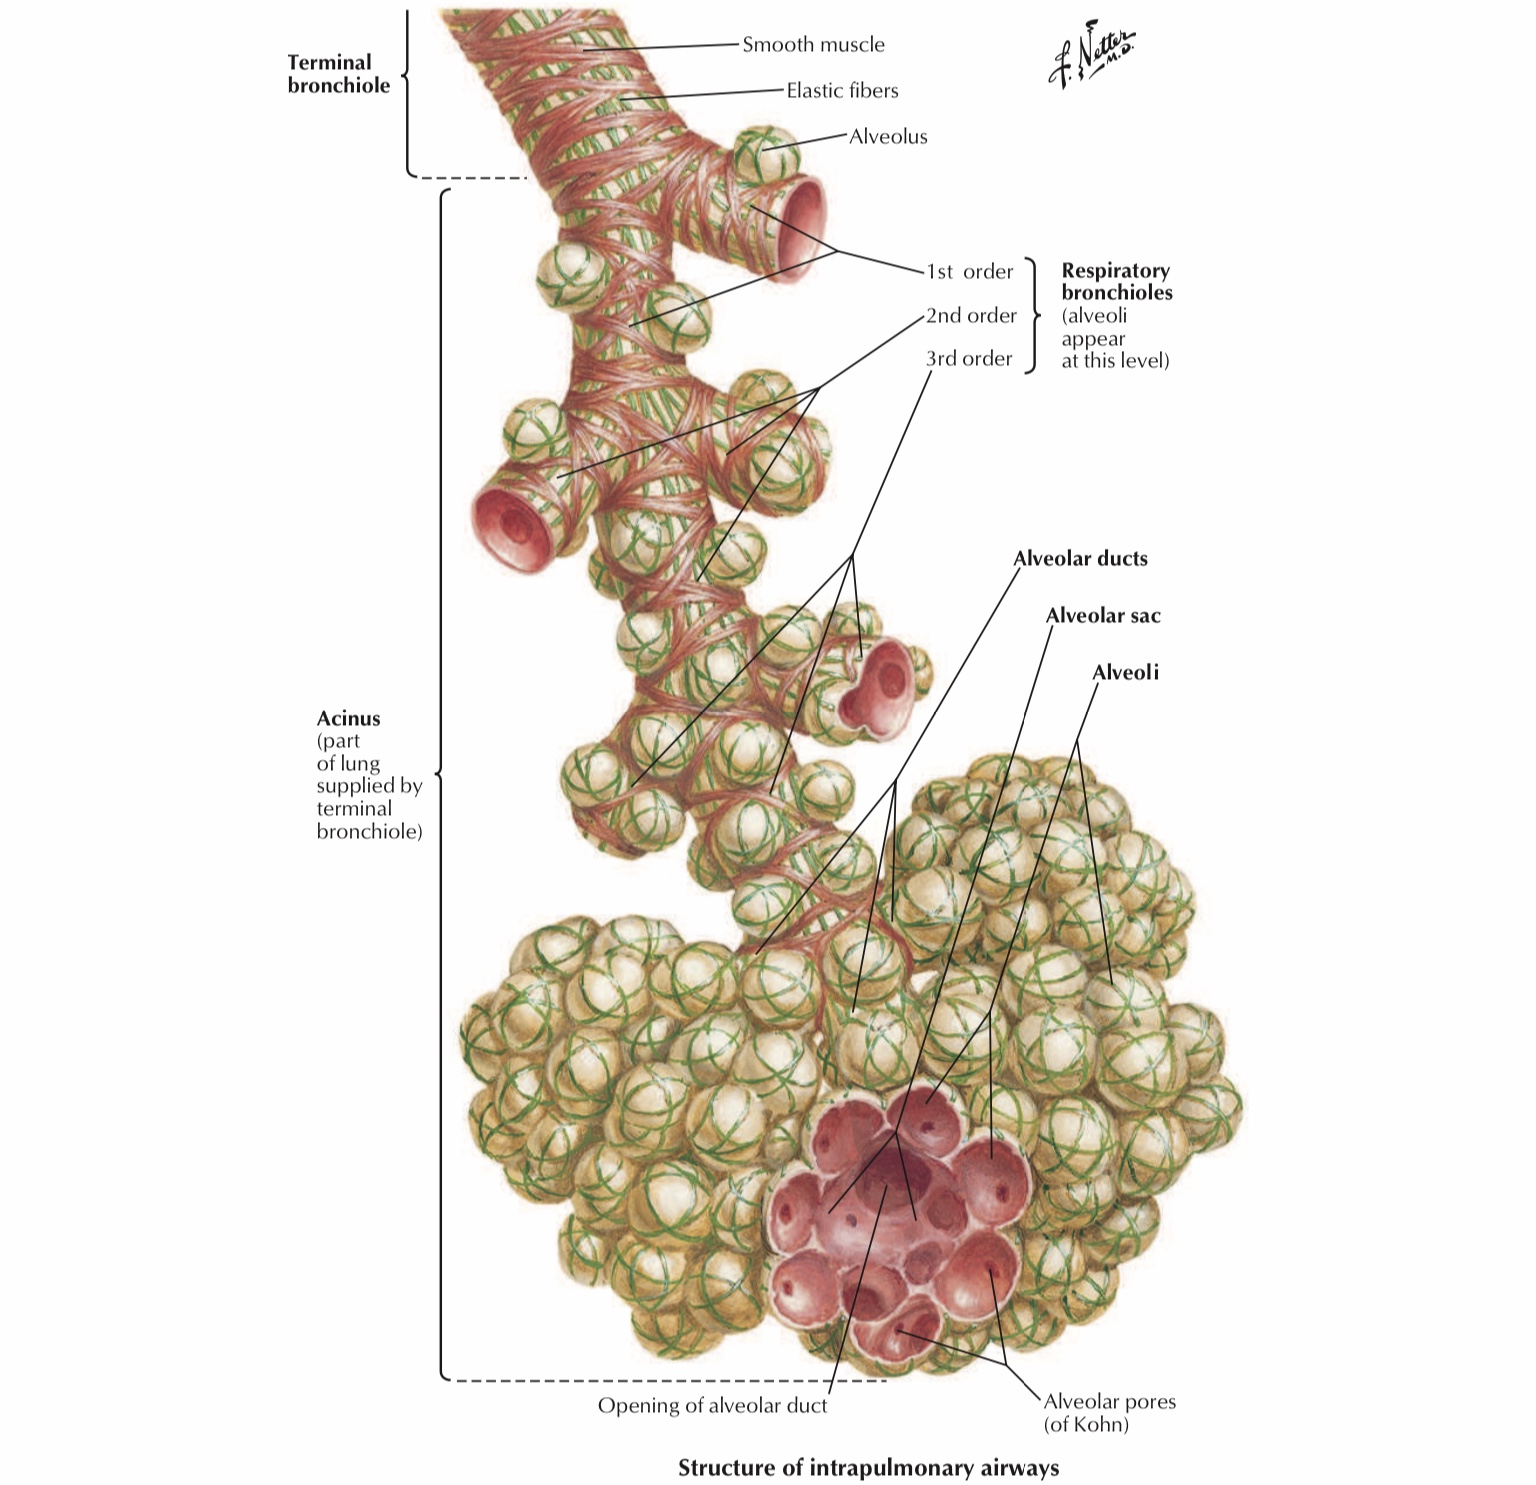 Smooth muscle
Terminal
bronchiole
Elastic fibers
Alveolus
1st order
2nd order
3rd order
Respiratory
bronchioles
(alveoli
appear
at this level)
Alveolar ducts
Alveolar sac
Alveoli
Acinus
(part
of lung
supplied by
terminal
bronchiole)
Opening of alveolar duct
Alveolar pores
(of Kohn)
Structure of intrapulmonary airways
F. Netter
M.D.